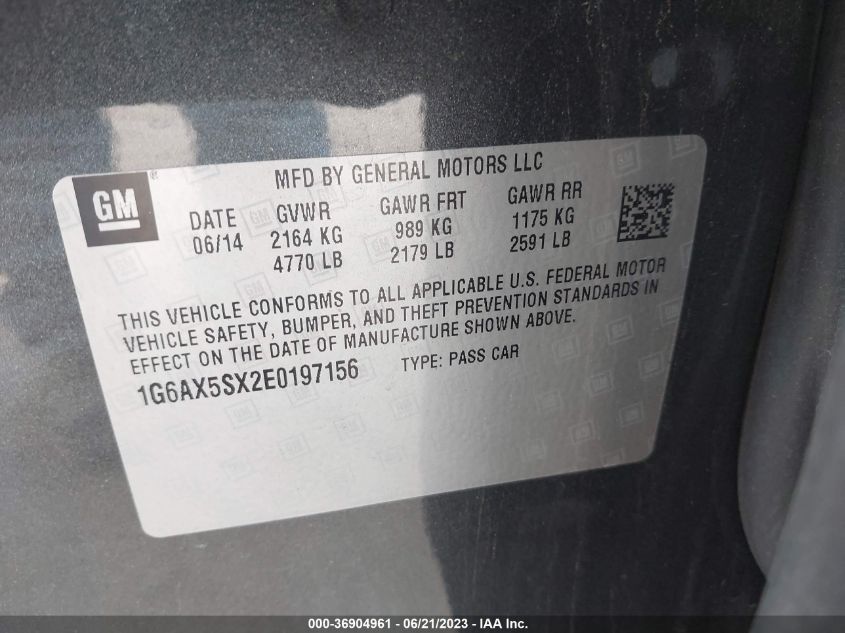 MFD BY GENERAL MOTORS LLC
GM ®
DATE GVWR GAWR FRT GAWR RR
06/14 2164 KG 989 KG 1175 KG
4770 LB 2179 LB 2591 LB
THIS VEHICLE CONFORMS TO ALL APPLICABLE U.S. FEDERAL MOTOR
VEHICLE SAFETY, BUMPER, AND THEFT PREVENTION STANDARDS IN
EFFECT ON THE DATE OF MANUFACTURE SHOWN ABOVE.
1G6AX5SX2E0197156 TYPE: PASS CAR
000-36904961 - 06/21/2023 - IAA Inc.